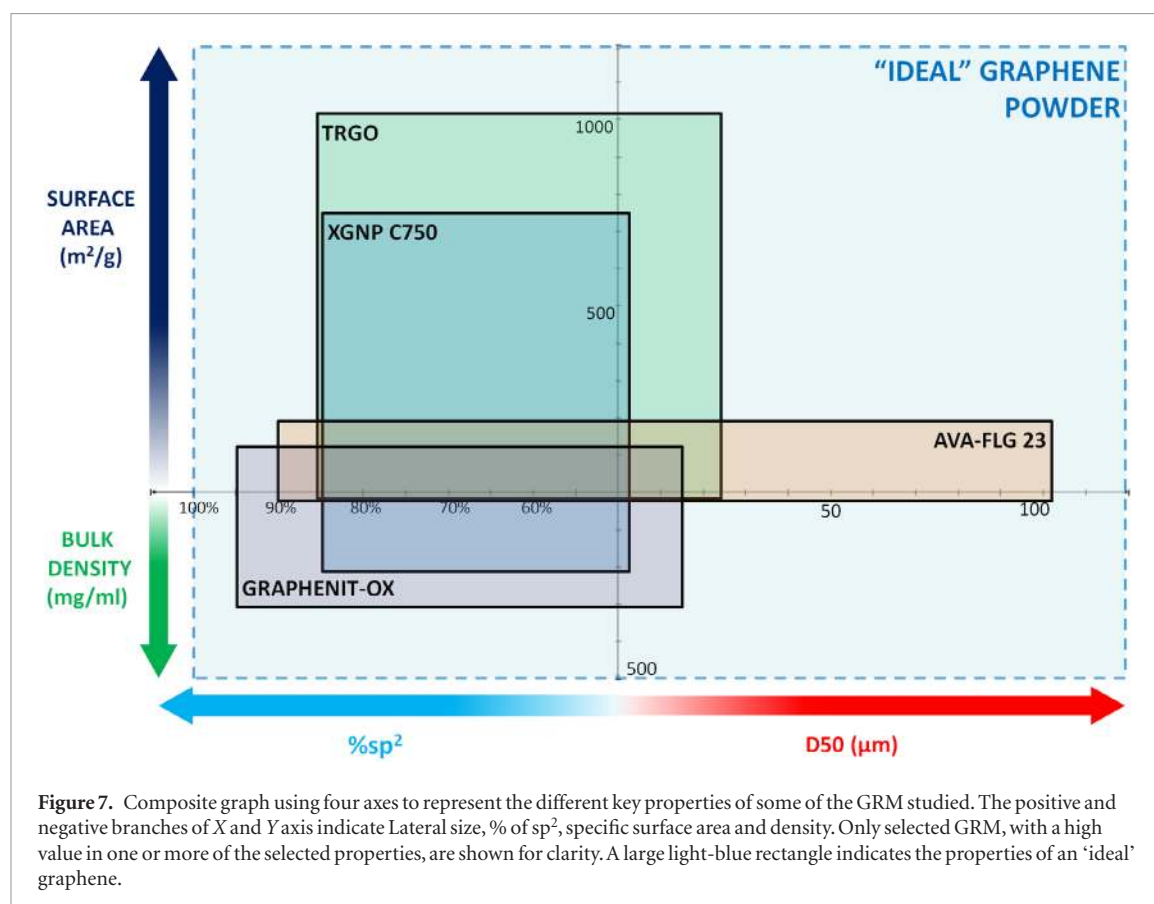 “IDEAL” GRAPHENE
POWDER
TRGO
1000
XGNP C750
SURFACE
AREA
(m²/g)
500
AVA-FLG 23
100%
90%
80%
70%
60%
50
100
BULK
DENSITY
(mg/ml)
GRAPHENIT-OX
500
%sp²
D50 (µm)
Figure 7. Composite graph using four axes to represent the different key properties of some of the GRM studied. The positive and
negative branches of X and Y axis indicate Lateral size, % of sp², specific surface area and density. Only selected GRM, with a high
value in one or more of the selected properties, are shown for clarity. A large light-blue rectangle indicates the properties of an ‘ideal’
graphene.